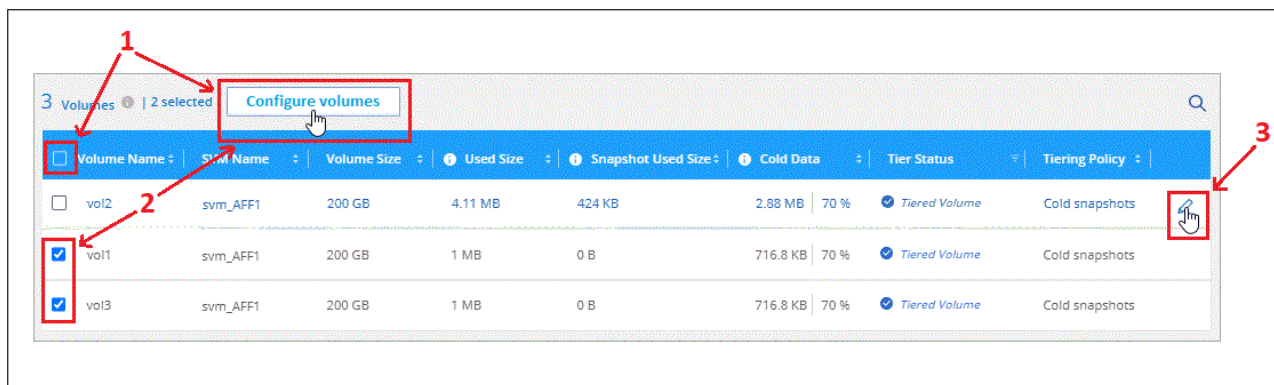 1
3 Volumes | 2 selected Configure volumes
3
Volume Name SVM Name Volume Size Used Size Snapshot Used Size Cold Data Tier Status Tiering Policy
2
vol2 svm_AFF1 200 GB 4.11 MB 424 KB 2.88 MB 70 % Tiered Volume Cold snapshots
vol1 svm_AFF1 200 GB 1 MB 0 B 716.8 KB 70 % Tiered Volume Cold snapshots
vol3 svm_AFF1 200 GB 1 MB 0 B 716.8 KB 70 % Tiered Volume Cold snapshots